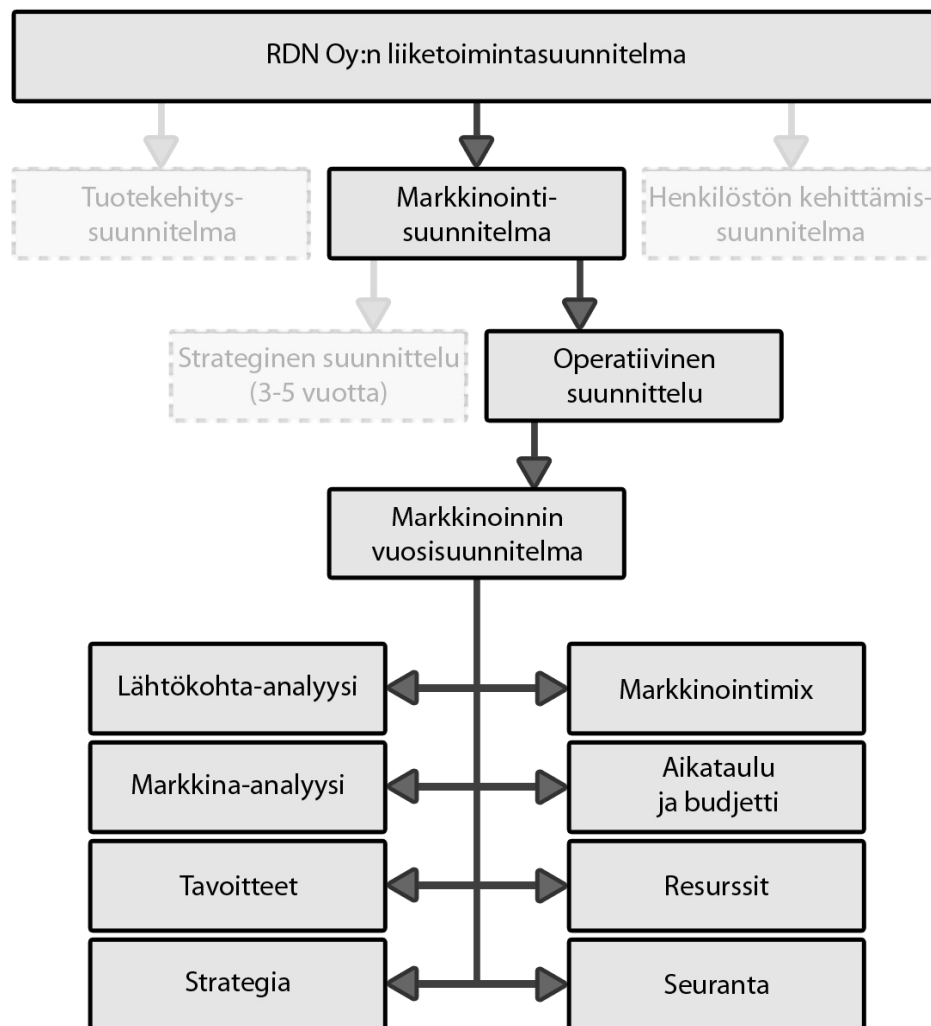 RDN Oy:n liiketoimintasuunnitelma
Tuotekehitys-
suunnitelma
Markkinointi-
suunnitelma
Henkilöstön kehittämis-
suunnitelma
Strateginen suunnittelu
(3-5 vuotta)
Operatiivinen
suunnittelu
Markkinoinnin
vuosisuunnitelma
Lähtökohta-analyysi
Markkinointimix
Markkina-analyysi
Aikataulu
ja budjetti
Tavoitteet
Resurssit
Strategia
Seuranta